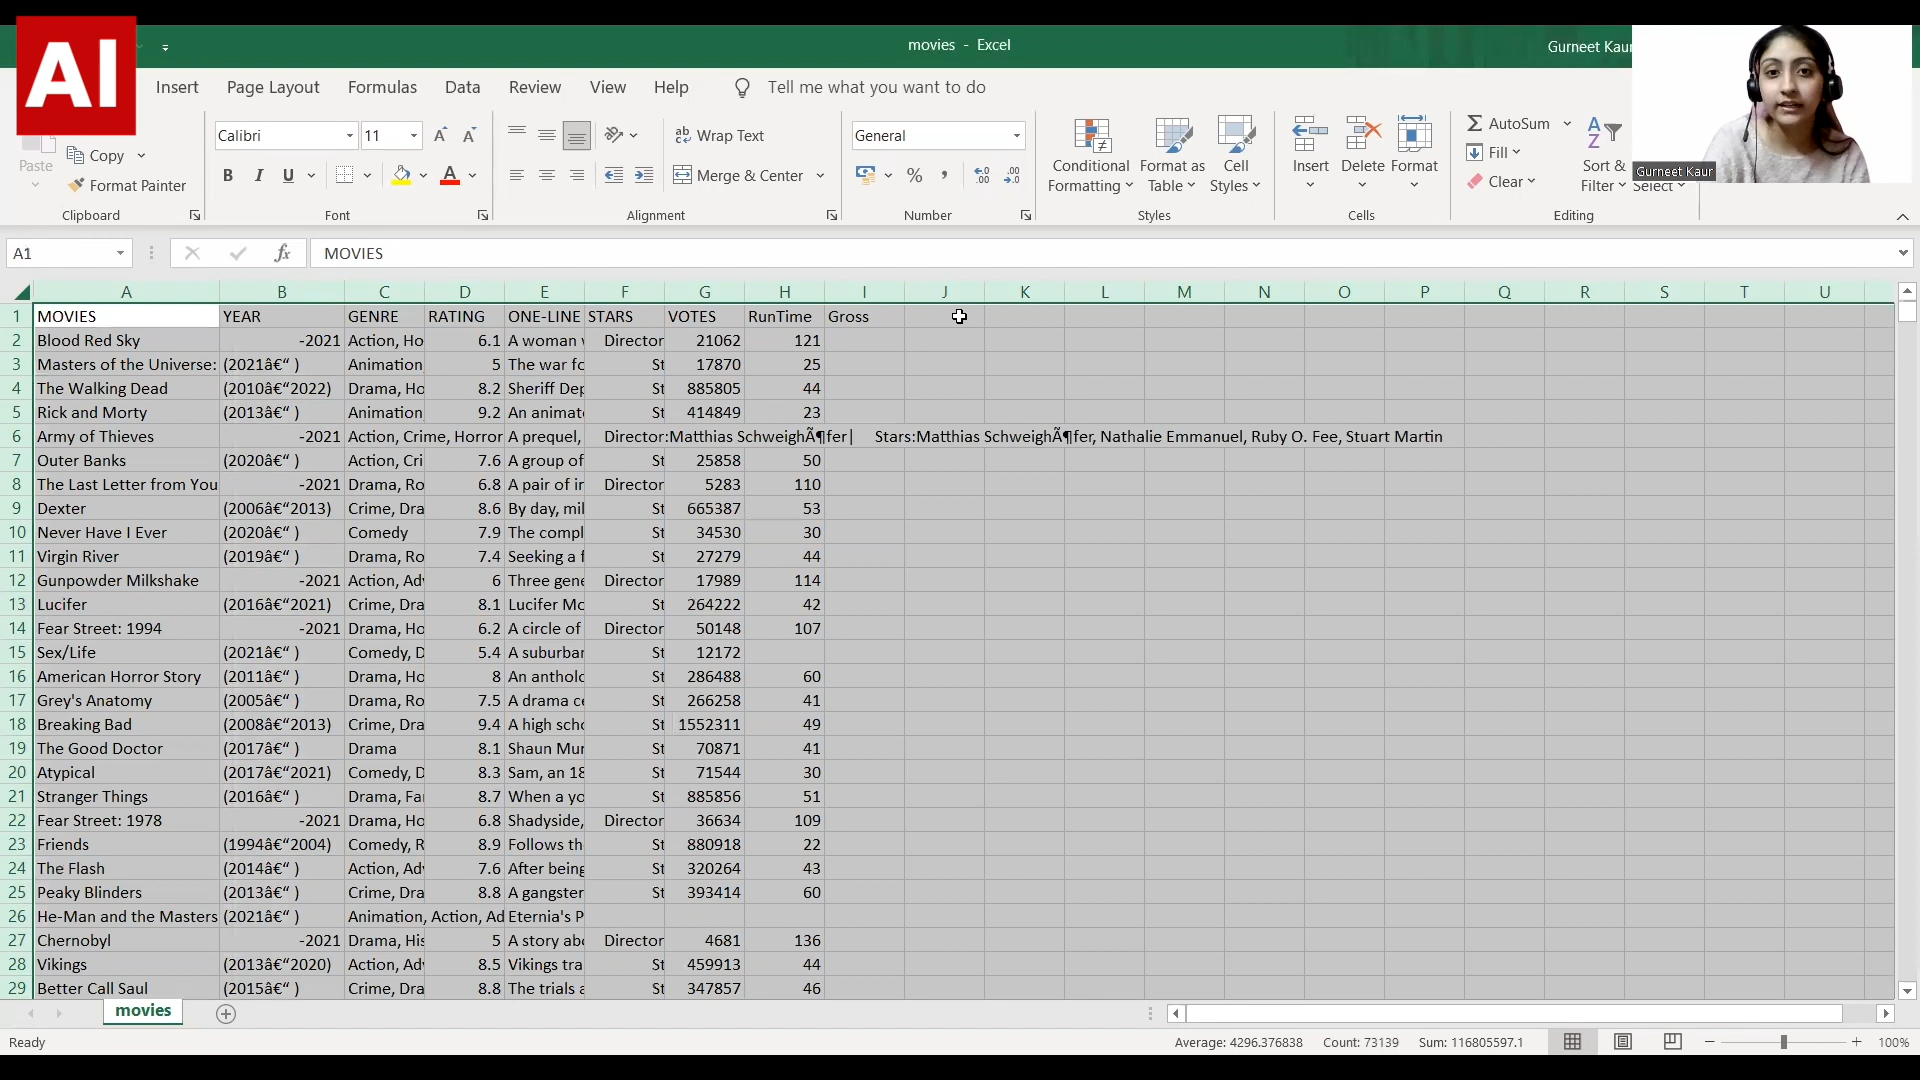 AI
movies - Excel
Gurneet Kaur
Insert Page Layout Formulas Data Review View Help Tell me what you want to do
Paste Copy Format Painter Clipboard
Calibri 11 B I U A Font
ab Wrap Text Merge & Center Alignment
General % , Number
Conditional Formatting Format as Table Cell Styles Styles
Insert Delete Format Cells
AutoSum Fill Clear Sort & Filter Select Editing
Gurneet Kaur
A1 fx MOVIES
A B C D E F G H I J K L M N O P Q R S T U
1 MOVIES YEAR GENRE RATING ONE-LINE STARS VOTES RunTime Gross
2 Blood Red Sky -2021 Action, Ho 6.1 A woman Director 21062 121
3 Masters of the Universe: (2021â€“ ) Animation, 5 The war fo St 17870 25
4 The Walking Dead (2010â€“2022) Drama, Ho 8.2 Sheriff Dep St 885805 44
5 Rick and Morty (2013â€“ ) Animation, 9.2 An animate St 414849 23
6 Army of Thieves -2021 Action, Crime, Horror A prequel, Director:Matthias SchweighÃ¶fer| Stars:Matthias SchweighÃ¶fer, Nathalie Emmanuel, Ruby O. Fee, Stuart Martin
7 Outer Banks (2020â€“ ) Action, Cri 7.6 A group of St 25858 50
8 The Last Letter from You -2021 Drama, Ro 6.8 A pair of in Director 5283 110
9 Dexter (2006â€“2013) Crime, Dra 8.6 By day, mil St 665387 53
10 Never Have I Ever (2020â€“ ) Comedy 7.9 The compl St 34530 30
11 Virgin River (2019â€“ ) Drama, Ro 7.4 Seeking a f St 27279 44
12 Gunpowder Milkshake -2021 Action, Adv 6 Three gene Director 17989 114
13 Lucifer (2016â€“2021) Crime, Dra 8.1 Lucifer Mo St 264222 42
14 Fear Street: 1994 -2021 Drama, Ho 6.2 A circle of Director 50148 107
15 Sex/Life (2021â€“ ) Comedy, D 5.4 A suburban St 12172
16 American Horror Story (2011â€“ ) Drama, Ho 8 An antholo St 286488 60
17 Grey's Anatomy (2005â€“ ) Drama, Ro 7.5 A drama ce St 266258 41
18 Breaking Bad (2008â€“2013) Crime, Dra 9.4 A high scho St 1552311 49
19 The Good Doctor (2017â€“ ) Drama 8.1 Shaun Mur St 70871 41
20 Atypical (2017â€“2021) Comedy, D 8.3 Sam, an 18 St 71544 30
21 Stranger Things (2016â€“ ) Drama, Fan 8.7 When a yo St 885856 51
22 Fear Street: 1978 -2021 Drama, Ho 6.8 Shadyside, Director 36634 109
23 Friends (1994â€“2004) Comedy, R 8.9 Follows th St 880918 22
24 The Flash (2014â€“ ) Action, Adv 7.6 After being St 320264 43
25 Peaky Blinders (2013â€“ ) Crime, Dra 8.8 A gangster St 393414 60
26 He-Man and the Masters (2021â€“ ) Animation, Action, Ad Eternia's P
27 Chernobyl -2021 Drama, His 5 A story abo Director 4681 136
28 Vikings (2013â€“2020) Action, Adv 8.5 Vikings tra St 459913 44
29 Better Call Saul (2015â€“ ) Crime, Dra 8.8 The trials a St 347857 46
movies
Ready Average: 4296.376838 Count: 73139 Sum: 116805597.1 100%